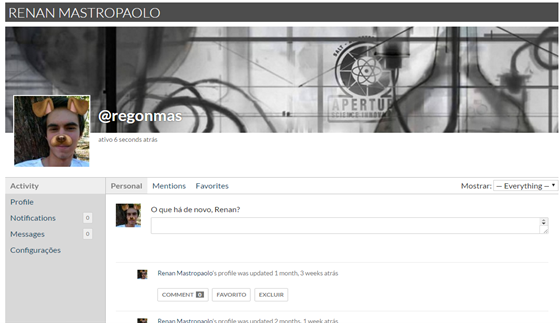 RENAN MASTROPAOLO
APERTURE
@regonmas
ativo 6 seconds atrás
Activity
Personal
Mentions
Favorites
Mostrar:
— Everything —
Profile
Notifications
0
Messages
0
Configurações
O que há de novo, Renan?
Renan Mastropaolo's profile was updated 1 month, 3 weeks atrás
COMMENT 0
FAVORITO
EXCLUIR
Renan Mastropaolo's profile was updated 2 months, 1 week atrás